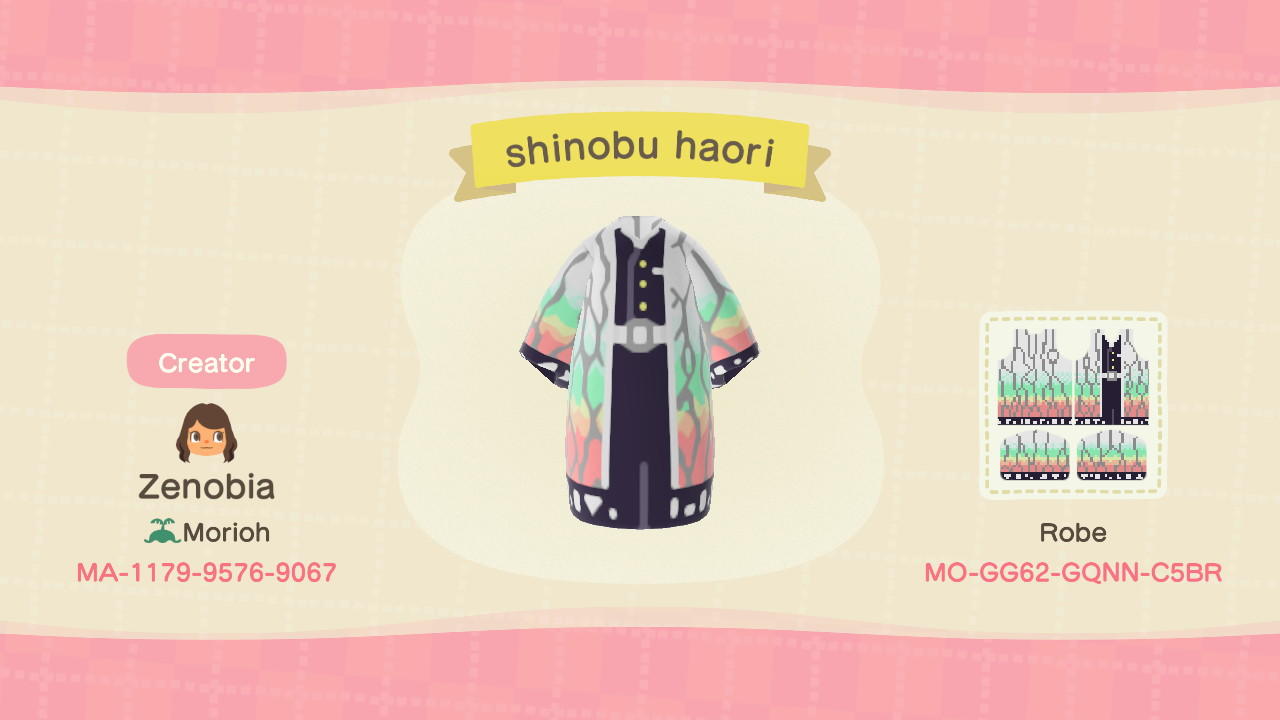 shinobu haori
Creator
Zenobia
Morioh
MA-1179-9576-9067
Robe
MO-GG62-GQNN-C5BR